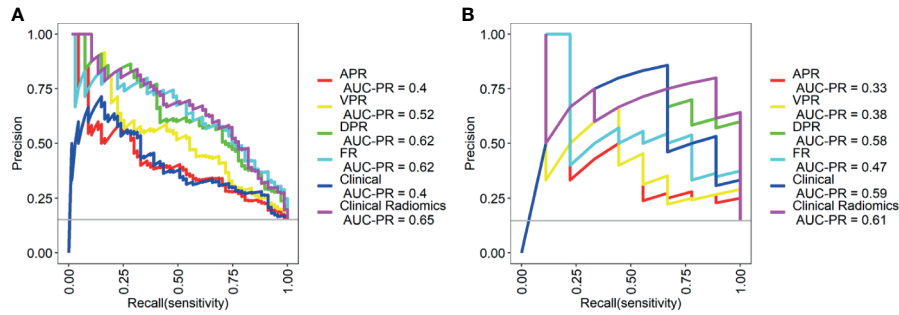 A
1.00
0.75
0.50
0.25
0.00
Precision
0.00
0.25
0.50
0.75
1.00
Recall(sensitivity)
APR
AUC-PR = 0.4
VPR
AUC-PR = 0.52
DPR
AUC-PR = 0.62
FR
AUC-PR = 0.62
Clinical
AUC-PR = 0.4
Clinical Radiomics
AUC-PR = 0.65
B
1.00
0.75
0.50
0.25
0.00
Precision
0.00
0.25
0.50
0.75
1.00
Recall(sensitivity)
APR
AUC-PR = 0.33
VPR
AUC-PR = 0.38
DPR
AUC-PR = 0.58
FR
AUC-PR = 0.47
Clinical
AUC-PR = 0.59
Clinical Radiomics
AUC-PR = 0.61